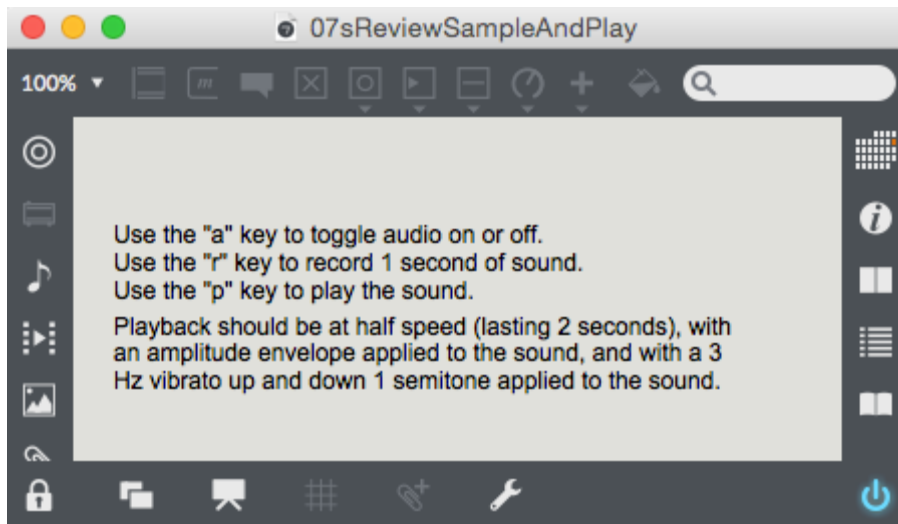 07sReviewSampleAndPlay
100%
Use the "a" key to toggle audio on or off.
Use the "r" key to record 1 second of sound.
Use the "p" key to play the sound.
Playback should be at half speed (lasting 2 seconds), with
an amplitude envelope applied to the sound, and with a 3
Hz vibrato up and down 1 semitone applied to the sound.